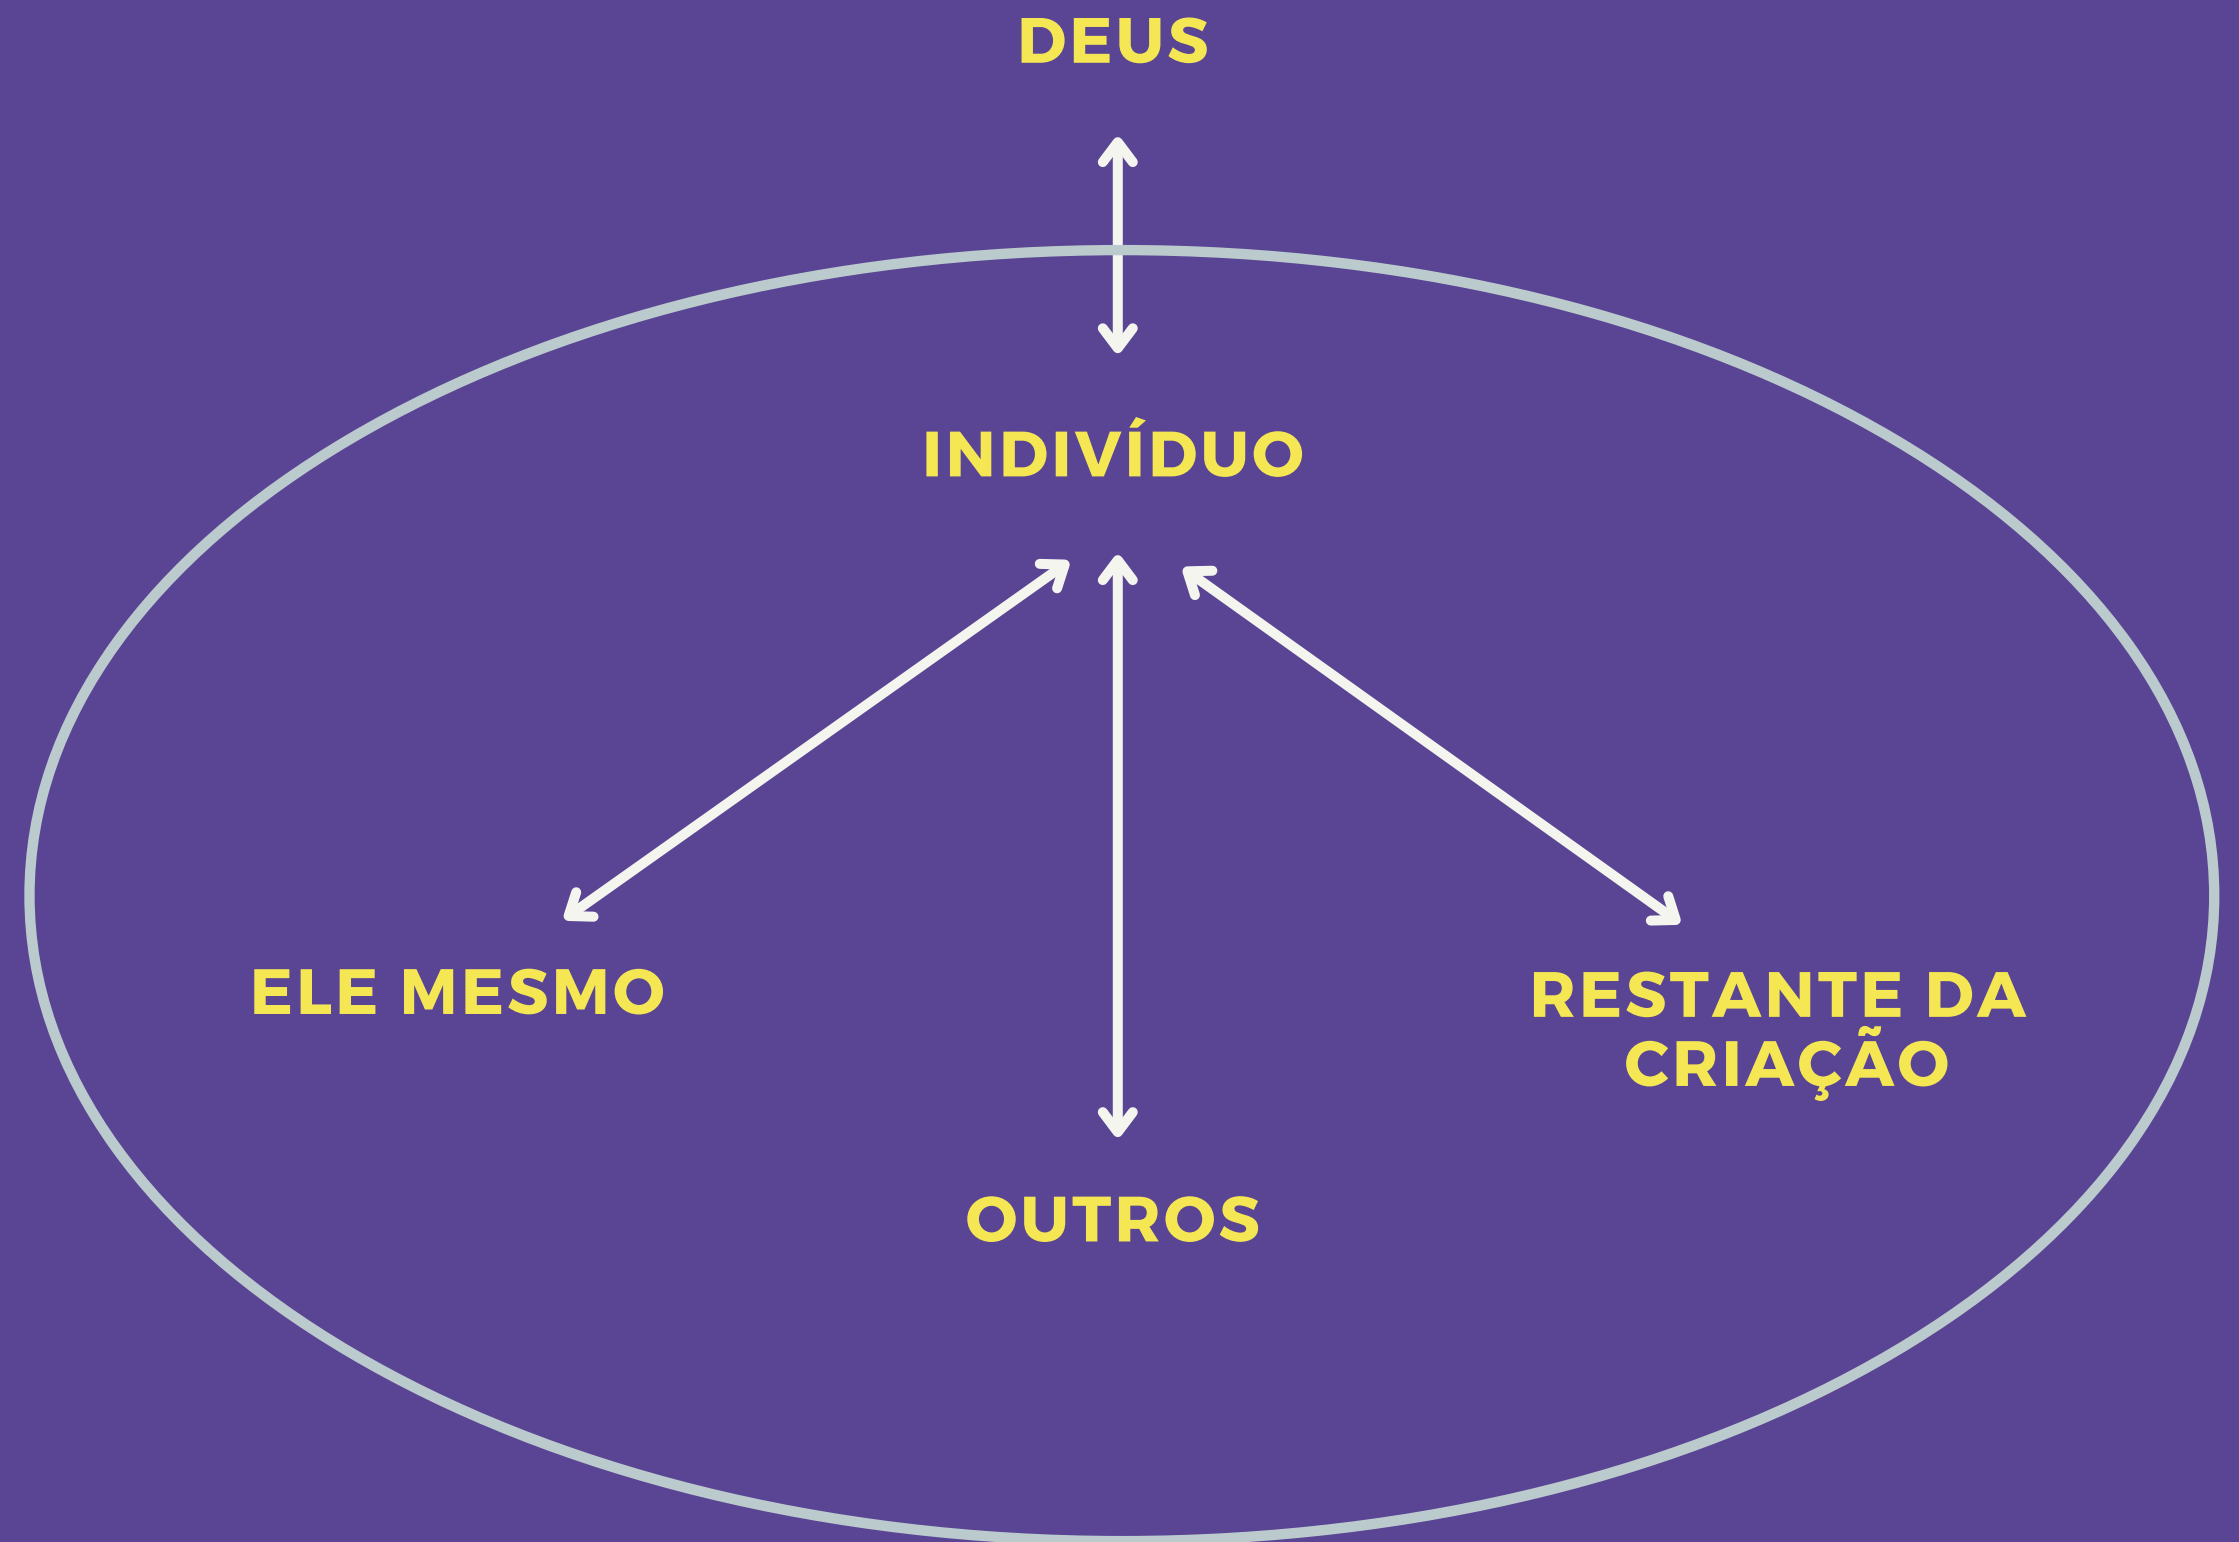 DEUS
INDIVÍDUO
ELE MESMO
RESTANTE DA
CRIAÇÃO
OUTROS